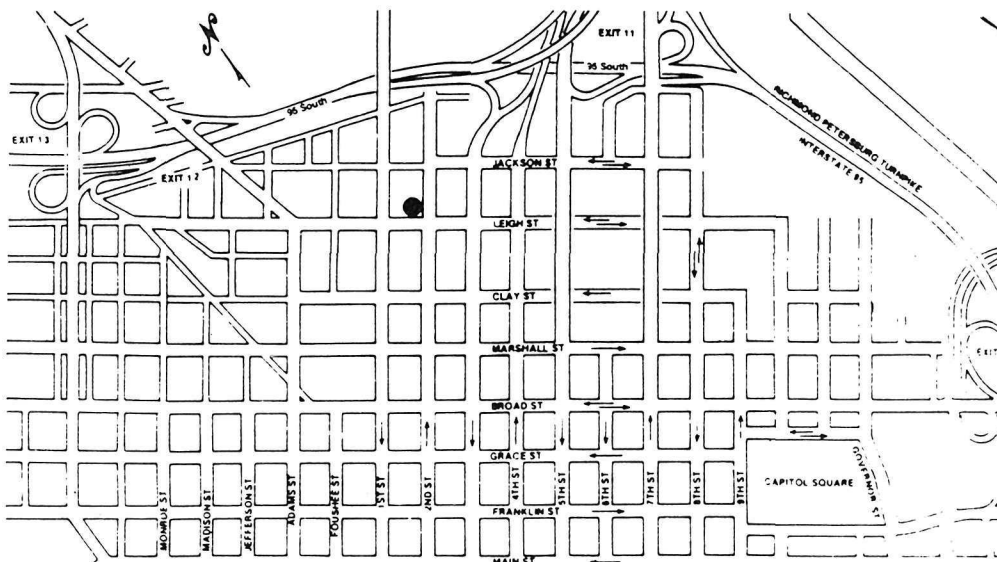 N
EXIT 11
95 South
95 South
RICHMOND PETERSBURG TURNPIKE
INTERSTATE 95
EXIT 13
EXIT 12
JACKSON ST
LEIGH ST
CLAY ST
MARSHALL ST
EXIT
BROAD ST
GRACE ST
MONROE ST
MADISON ST
JEFFERSON ST
ADAMS ST
FOUSHEE ST
1ST ST
2ND ST
4TH ST
5TH ST
6TH ST
7TH ST
8TH ST
9TH ST
CAPITOL SQUARE
GOVERNOR ST
FRANKLIN ST
MAIN ST